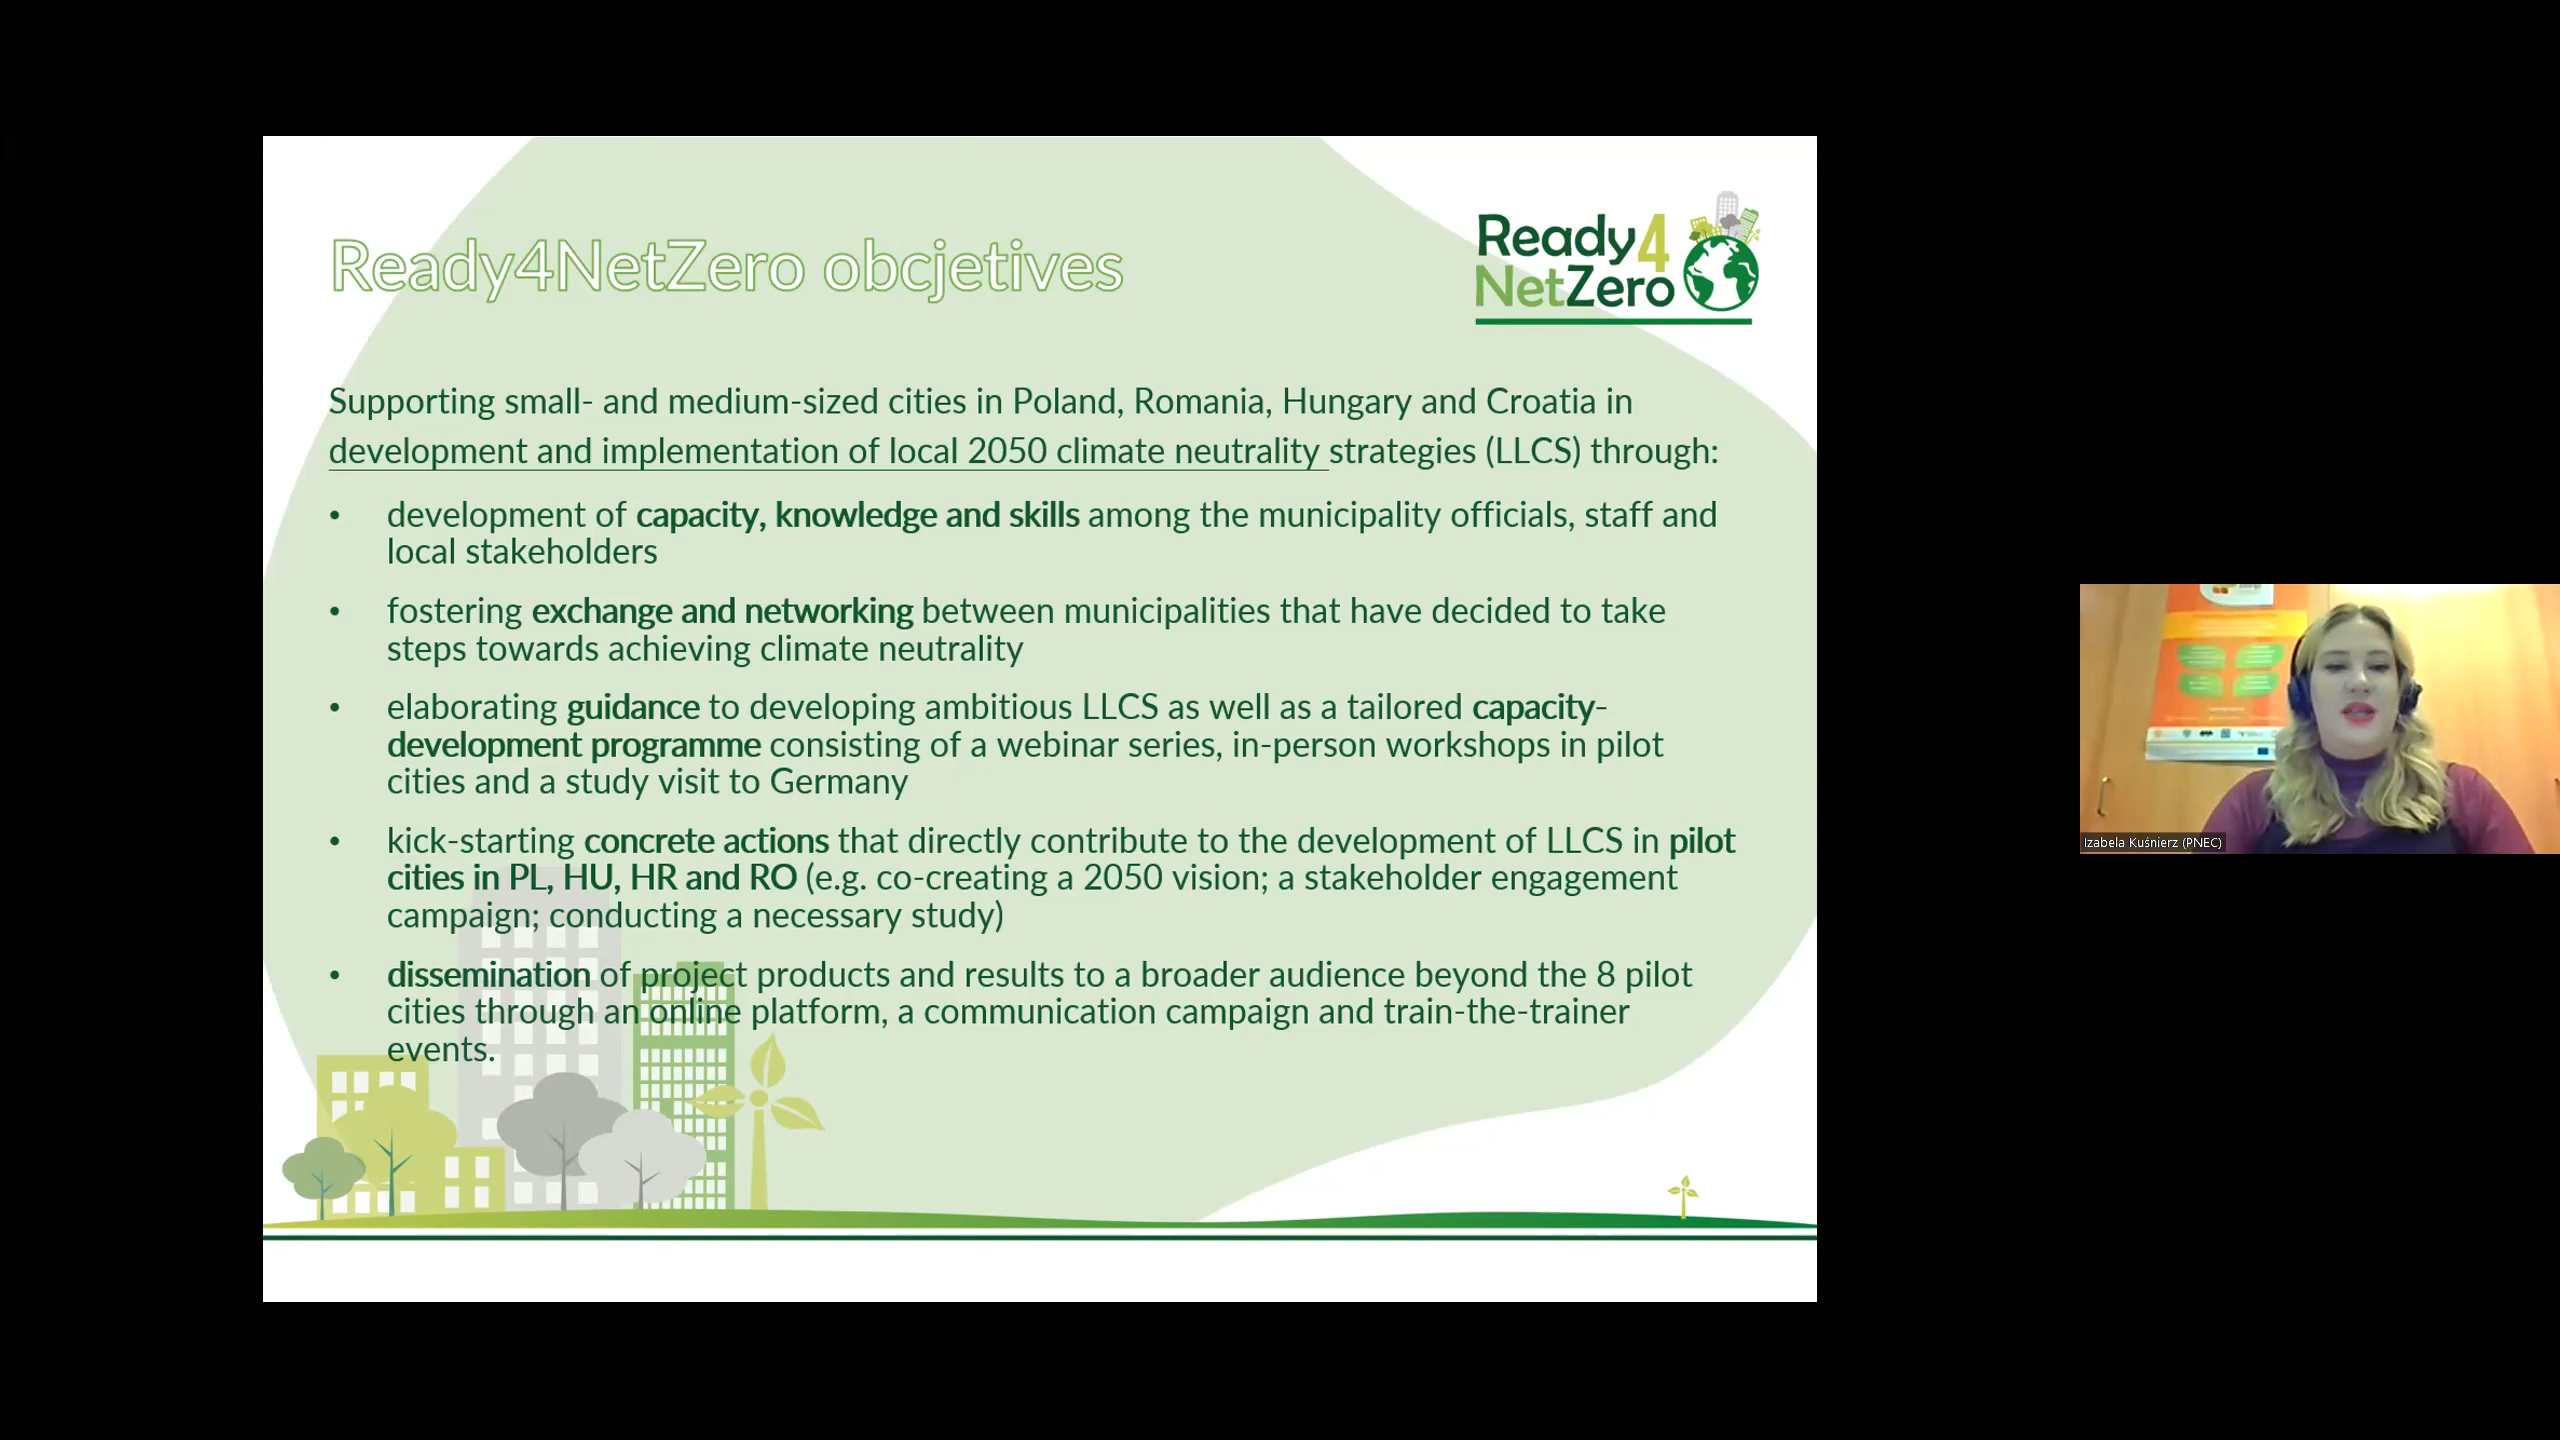 Ready4NetZero obcjetives
Ready4
NetZero
Supporting small- and medium-sized cities in Poland, Romania, Hungary and Croatia in
development and implementation of local 2050 climate neutrality strategies (LLCS) through:
• development of capacity, knowledge and skills among the municipality officials, staff and
local stakeholders
• fostering exchange and networking between municipalities that have decided to take
steps towards achieving climate neutrality
• elaborating guidance to developing ambitious LLCS as well as a tailored capacity-
development programme consisting of a webinar series, in-person workshops in pilot
cities and a study visit to Germany
• kick-starting concrete actions that directly contribute to the development of LLCS in pilot
cities in PL, HU, HR and RO (e.g. co-creating a 2050 vision; a stakeholder engagement
campaign; conducting a necessary study)
• dissemination of project products and results to a broader audience beyond the 8 pilot
cities through an online platform, a communication campaign and train-the-trainer
events.
Izabela Kuśnierz (PNEC)